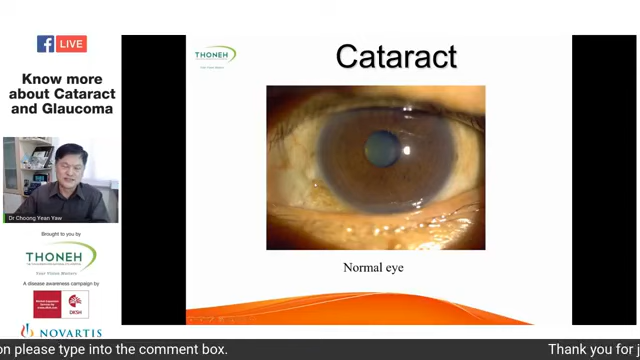 f LIVE
Know more
about Cataract
and Glaucoma
Dr Choong Yean Yaw
Brought to you by
THONEH
Your Vision Matters
A disease awareness campaign by
DKSH
NOVARTIS
THONEH
Cataract
Normal eye
on please type into the comment box.
Thank you for j